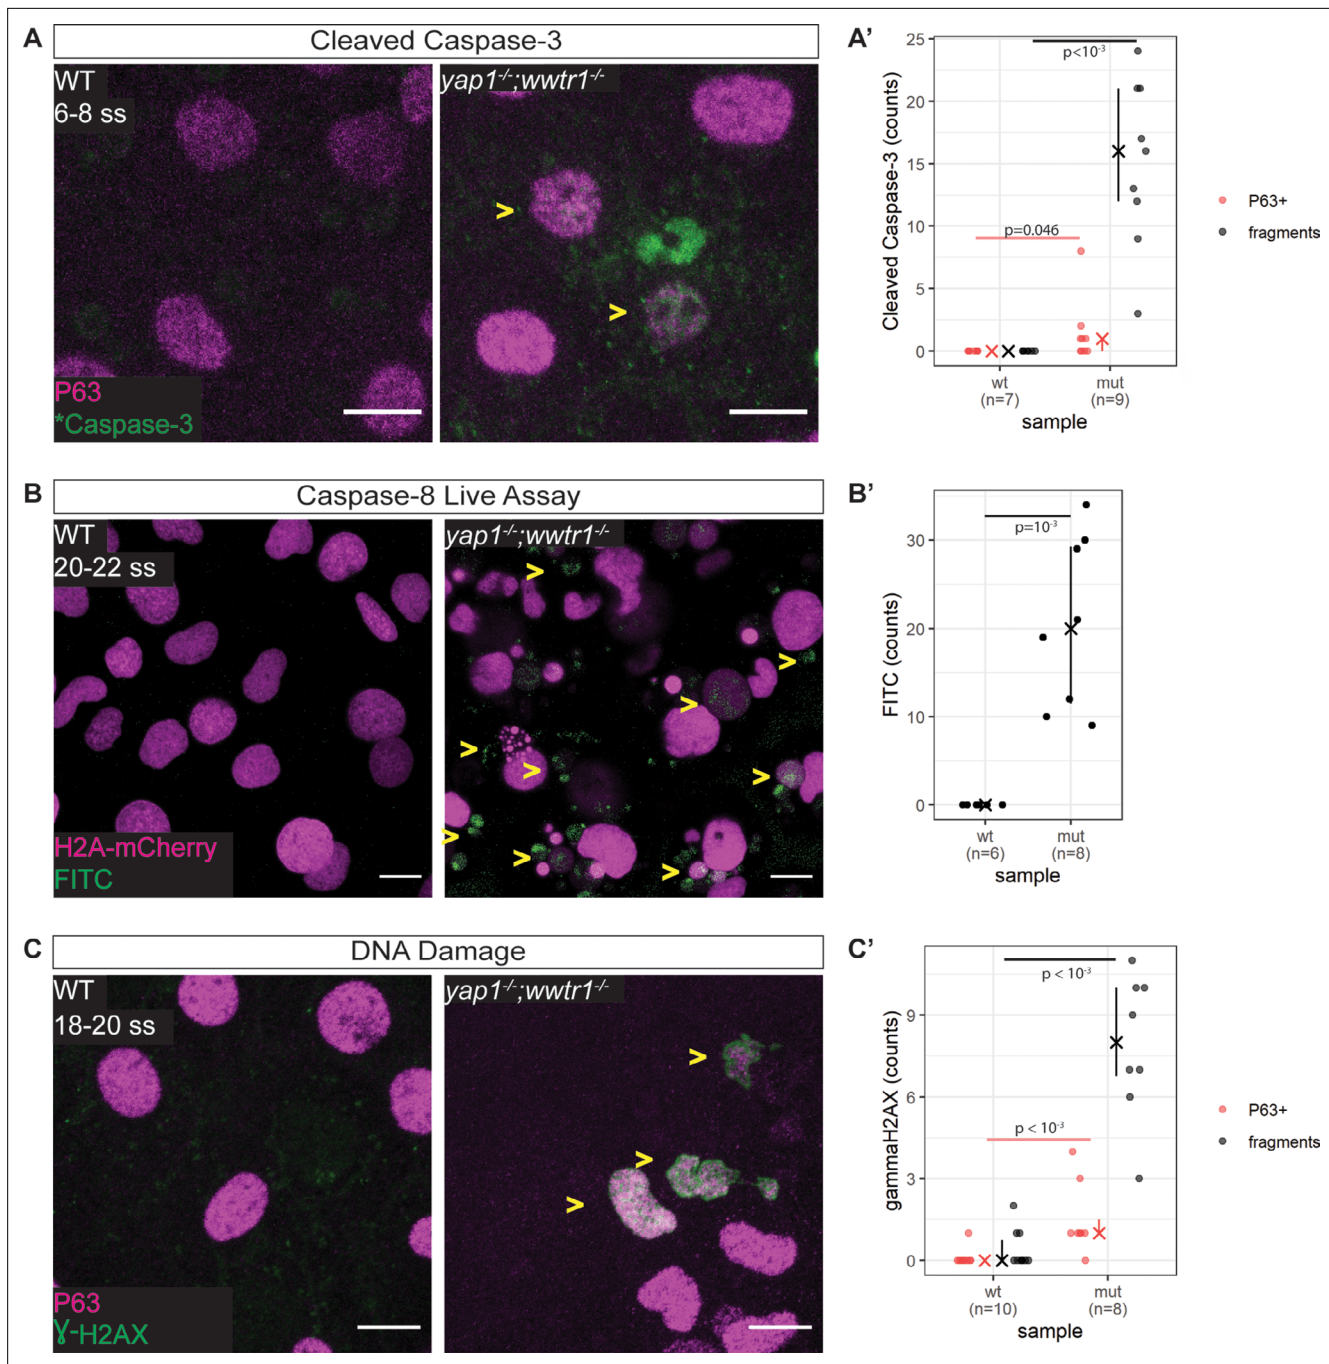 A
Cleaved Caspase-3
WT
6-8 ss
P63
*Caspase-3
yap1-/-;wwtr1-/-
>
>
A'
Cleaved Caspase-3 (counts)
25
20
15
10
5
0
p<10-3
p=0.046
wt
(n=7)
mut
(n=9)
sample
P63+
fragments
B
Caspase-8 Live Assay
WT
20-22 ss
H2A-mCherry
FITC
yap1-/-;wwtr1-/-
>
>
>
>
>
>
>
>
>
B'
FITC (counts)
30
20
10
0
p=10-3
wt
(n=6)
mut
(n=8)
sample
C
DNA Damage
WT
18-20 ss
P63
Ɣ-H2AX
yap1-/-;wwtr1-/-
>
>
>
C'
gammaH2AX (counts)
9
6
3
0
p < 10-3
p < 10-3
wt
(n=10)
mut
(n=8)
sample
P63+
fragments